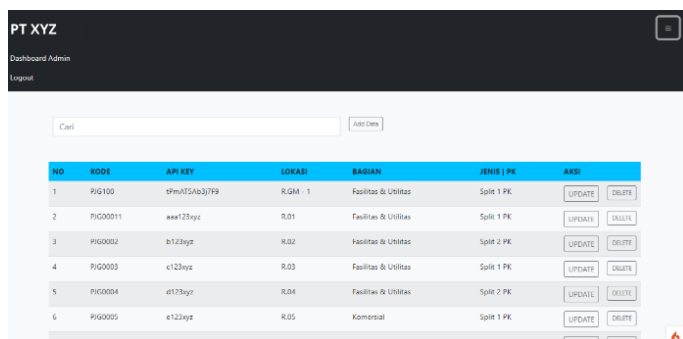 PT XYZ
Dashboard Admin
Logout
Cari Add Data
NO KODE API KEY LOKASI BAGIAN JENIS | PK AKSI
1 PJG100 tPmAT5Ab3j7F9 R.GM - 1 Fasilitas & Utilitas Split 1 PK UPDATE DELETE
2 PJG00011 aaa123xyz R.01 Fasilitas & Utilitas Split 1 PK UPDATE DELETE
3 PJG0002 b123xyz R.02 Fasilitas & Utilitas Split 2 PK UPDATE DELETE
4 PJG0003 c123xyz R.03 Fasilitas & Utilitas Split 1 PK UPDATE DELETE
5 PJG0004 d123xyz R.04 Fasilitas & Utilitas Split 2 PK UPDATE DELETE
6 PJG0005 e123xyz R.05 Komersial Split 1 PK UPDATE DELETE